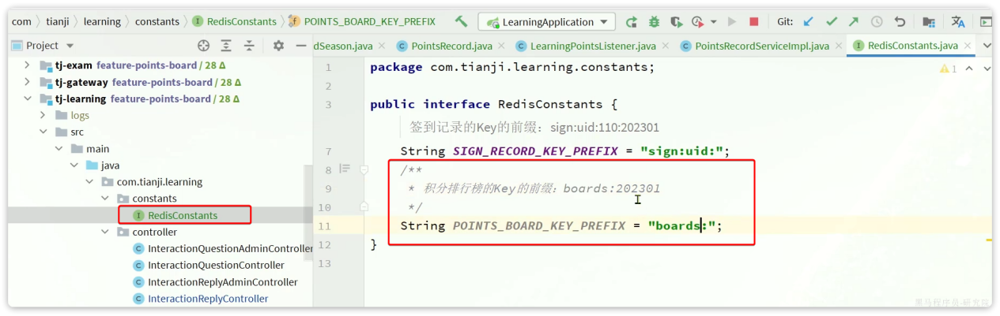 com tianji learning constants RedisConstants POINTS_BOARD_KEY_PREFIX LearningApplication Git:
Project
dSeason.java PointsRecord.java LearningPointsListener.java PointsRecordServiceImpl.java RedisConstants.java
tj-exam feature-points-board / 28 Δ
tj-gateway feature-points-board / 28 Δ
tj-learning feature-points-board / 28 Δ
logs
src
main
java
com.tianji.learning
constants
RedisConstants
controller
InteractionQuestionAdminController
InteractionQuestionController
InteractionReplyAdminController
InteractionReplyController
1 package com.tianji.learning.constants;
2
3 public interface RedisConstants {
签到记录的Key的前缀：sign:uid:110:202301
7 String SIGN_RECORD_KEY_PREFIX = "sign:uid:";
8 /**
9 * 积分排行榜的Key的前缀：boards:202301
10 */
11 String POINTS_BOARD_KEY_PREFIX = "boards:";
12 }
13
1
黑马程序员-研究院